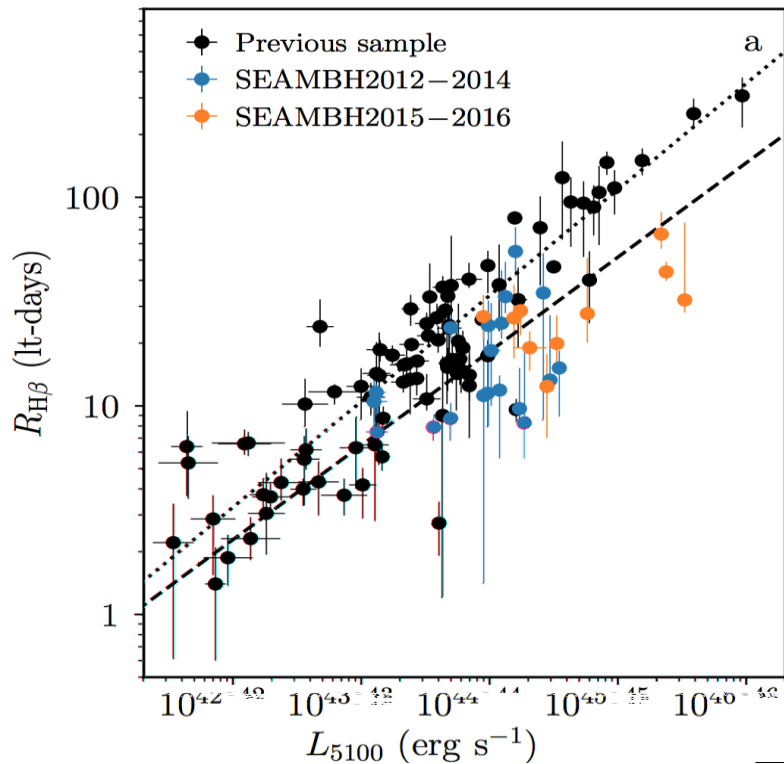 a
Previous sample
SEAMBH2012−2014
SEAMBH2015−2016
100
10
1
R_Hβ (lt-days)
10^42 10^43 10^44 10^45 10^46
L_5100 (erg s^−1)